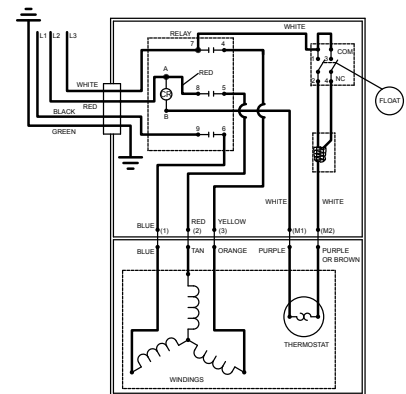 WHITE
L1 L2 L3
RELAY
7 4
COM
1 3
A
RED
WHITE
CR
8 5
2 4
NC
RED
FLOAT
BLACK
B
GREEN
9 6
WHITE
WHITE
BLUE (1)
RED (2)
YELLOW (3)
(M1)
(M2)
BLUE
TAN
ORANGE
PURPLE
PURPLE
OR BROWN
THERMOSTAT
WINDINGS